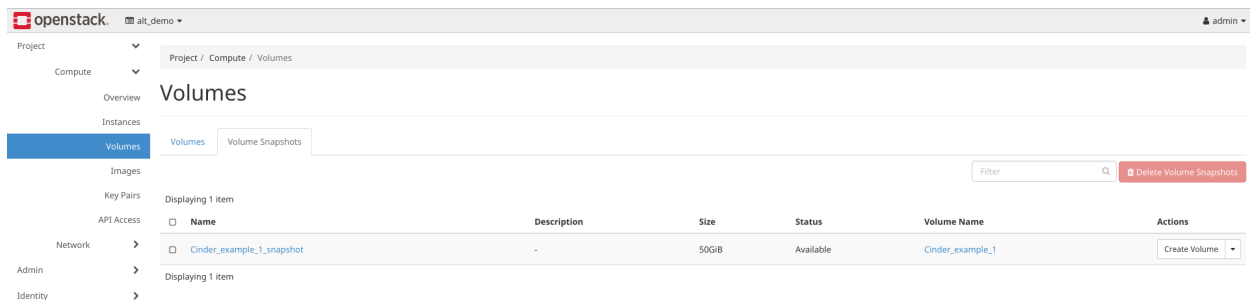 openstack. alt_demo admin
Project
Compute
Overview
Instances
Volumes
Images
Key Pairs
API Access
Network
Admin
Identity
Project / Compute / Volumes
Volumes
Volumes Volume Snapshots
Filter Delete Volume Snapshots
Displaying 1 item
Name Description Size Status Volume Name Actions
Cinder_example_1_snapshot - 50GiB Available Cinder_example_1 Create Volume
Displaying 1 item